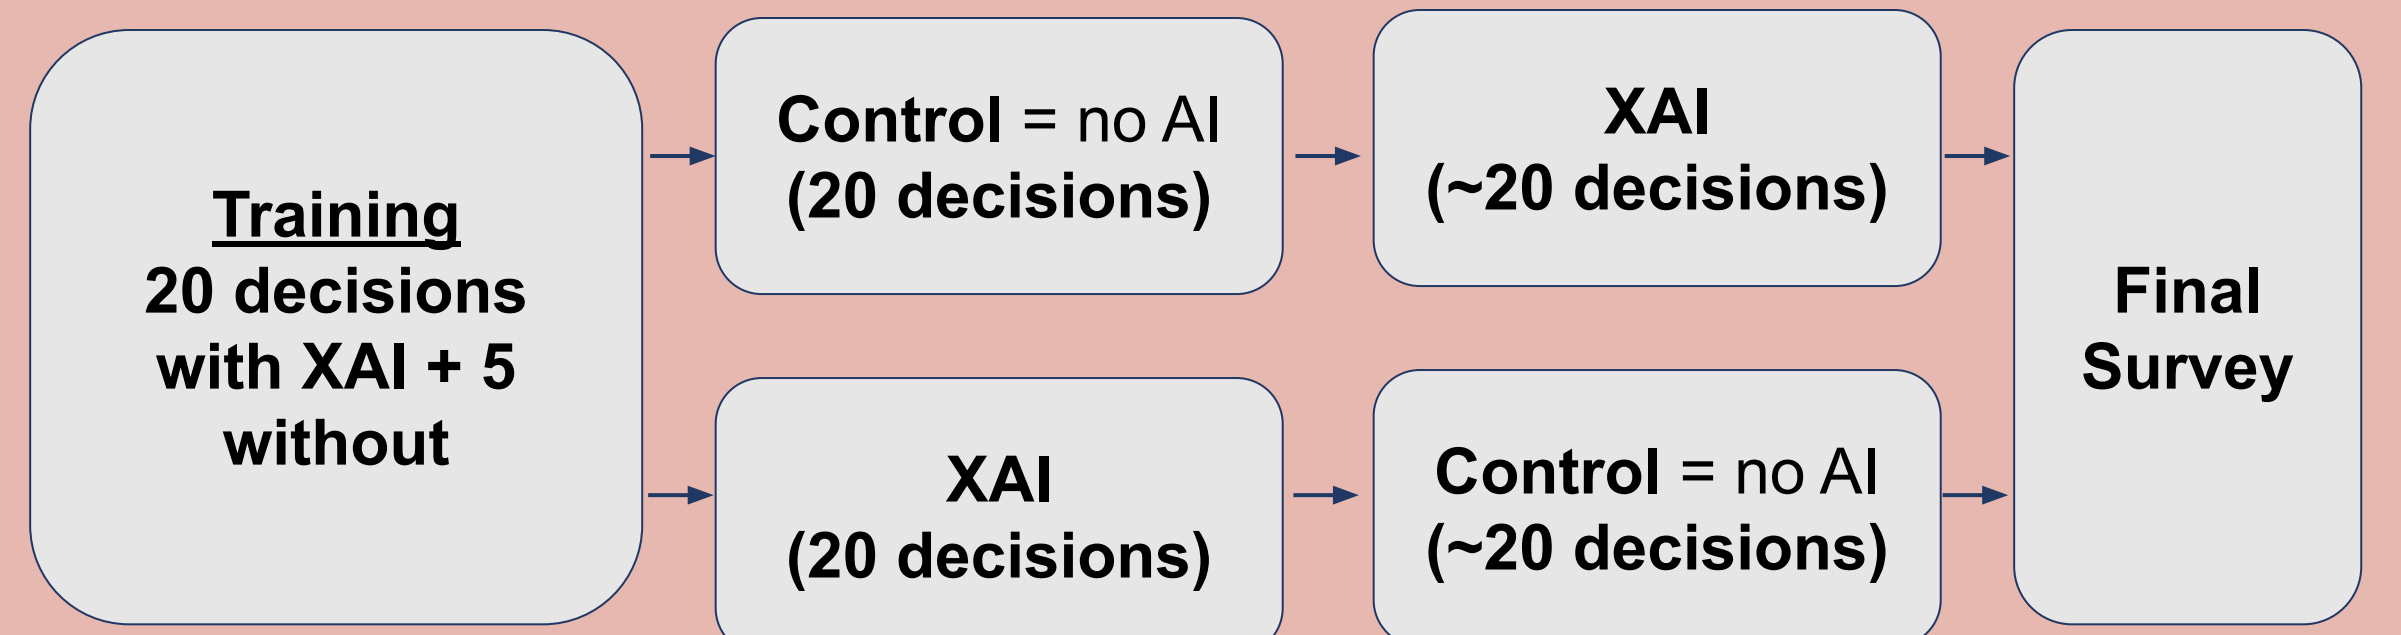 Training
20 decisions
with XAI + 5
without
Control = no AI
(20 decisions)
XAI
(~20 decisions)
XAI
(20 decisions)
Control = no AI
(~20 decisions)
Final
Survey